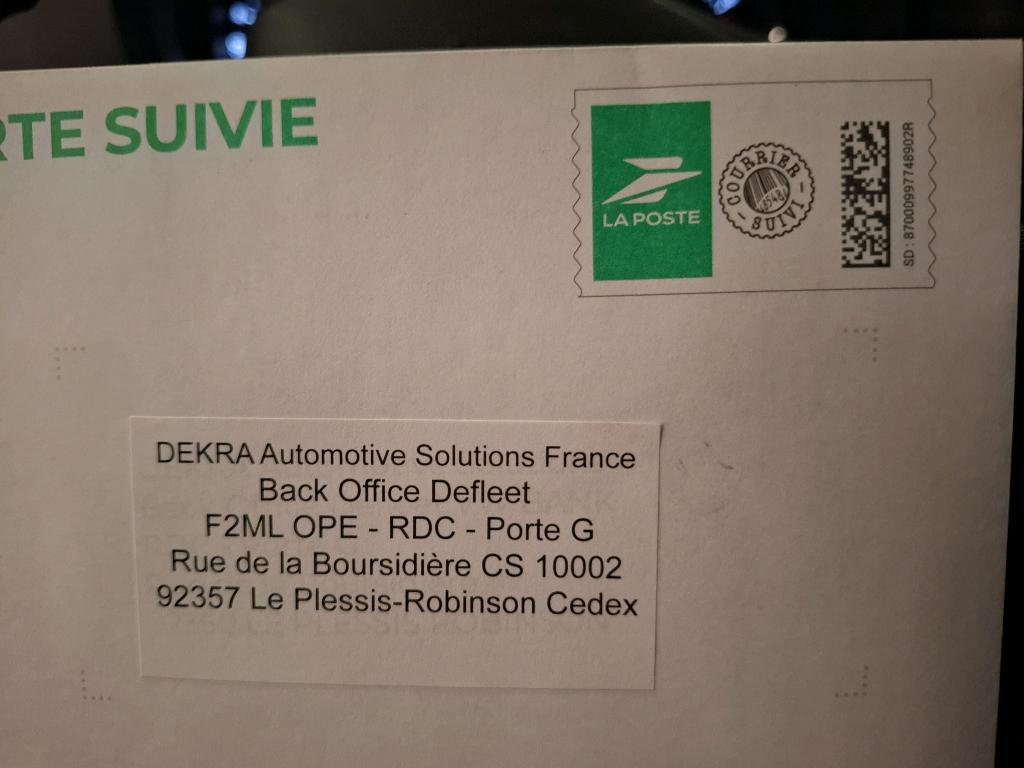 RTE SUIVIE
LA POSTE
COURRIER
SUIVI
SD : 87000997748902R
DEKRA Automotive Solutions France
Back Office Defleet
F2ML OPE - RDC - Porte G
Rue de la Boursidière CS 10002
92357 Le Plessis-Robinson Cedex